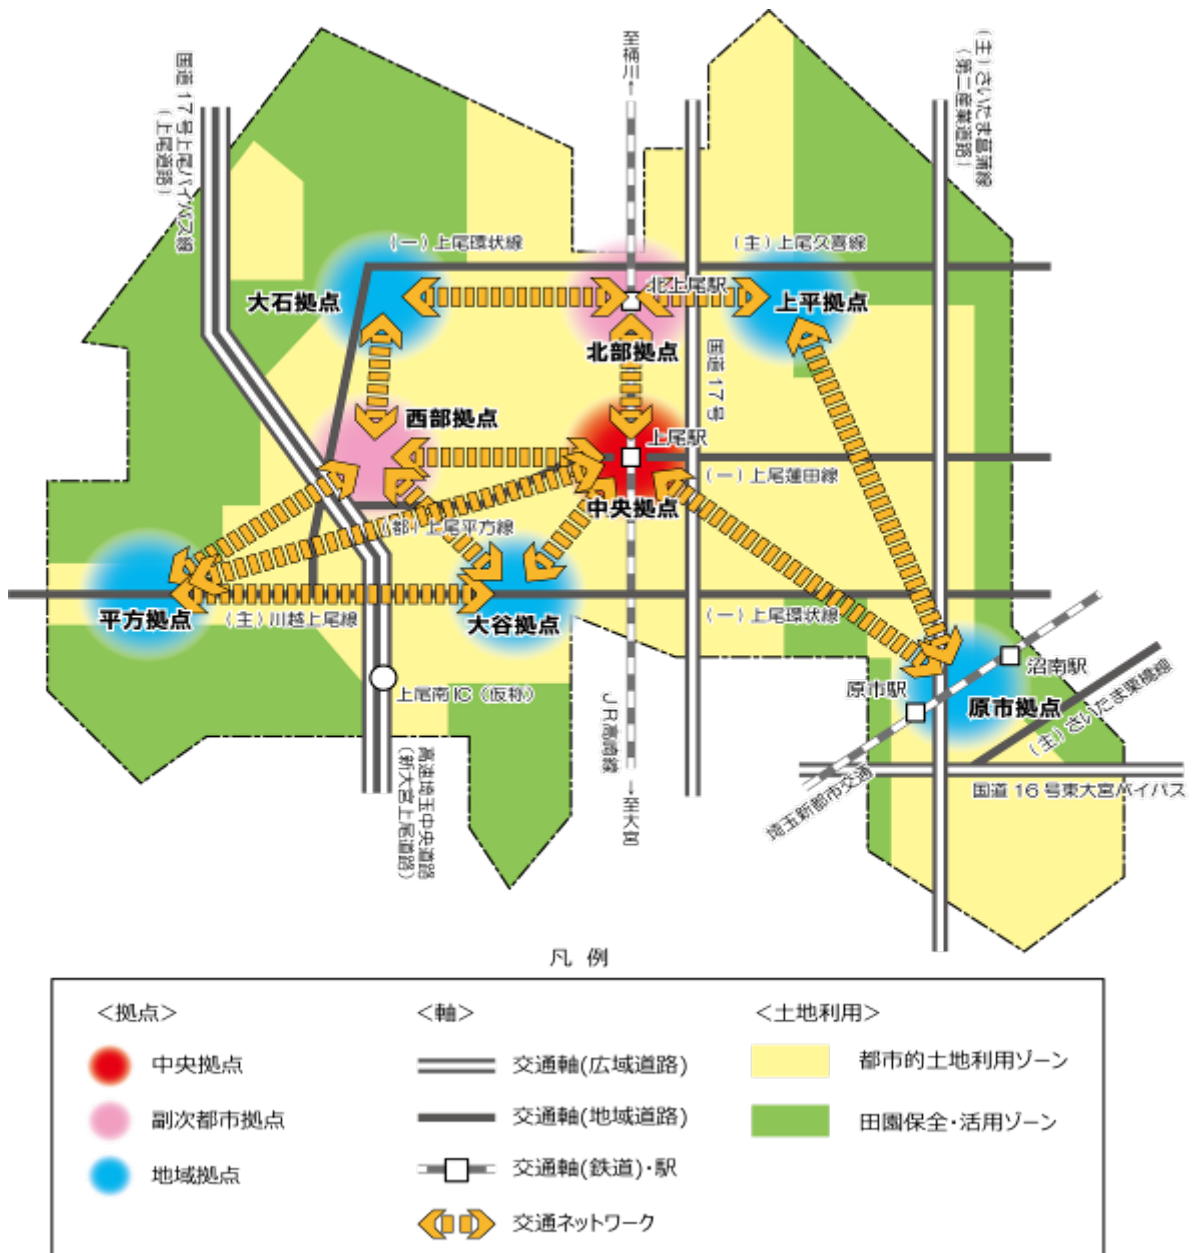 国道17号上尾バイパス線
(上尾道路)
至桶川←
(主)さいたま菖蒲線
(第二産業道路)
(一)上尾環状線
(主)上尾久喜線
大石拠点
北上尾駅
上平拠点
北部拠点
国道17号
西部拠点
上尾駅
(一)上尾蓮田線
中央拠点
(都)上尾平方線
平方拠点
(主)川越上尾線
大谷拠点
(一)上尾環状線
沼南駅
原市駅
原市拠点
上尾南IC(仮称)
JR高崎線
(主)さいたま栗橋線
高速埼玉中央道路
(新大宮上尾道路)
→至大宮
埼玉新都市交通
国道16号東大宮バイパス
凡例
<拠点>
<軸>
<土地利用>
中央拠点
交通軸(広域道路)
都市的土地利用ゾーン
副次都市拠点
交通軸(地域道路)
田園保全・活用ゾーン
地域拠点
交通軸(鉄道)・駅
交通ネットワーク